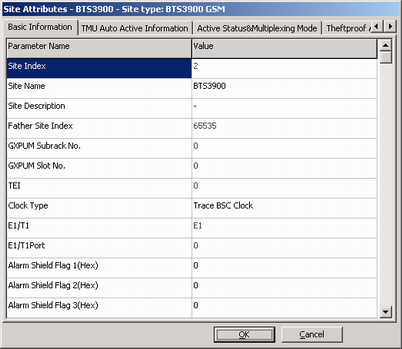 Site Attributes - BTS3900 - Site type: BTS3900 GSM
Basic Information TMU Auto Active Information Active Status&Multiplexing Mode Theftproof
Parameter Name Value
Site Index 2
Site Name BTS3900
Site Description -
Father Site Index 65535
GXPUM Subrack No. 0
GXPUM Slot No. 0
TEI 0
Clock Type Trace BSC Clock
E1/T1 E1
E1/T1Port 0
Alarm Shield Flag 1(Hex) 0
Alarm Shield Flag 2(Hex) 0
Alarm Shield Flag 3(Hex) 0
OK Cancel